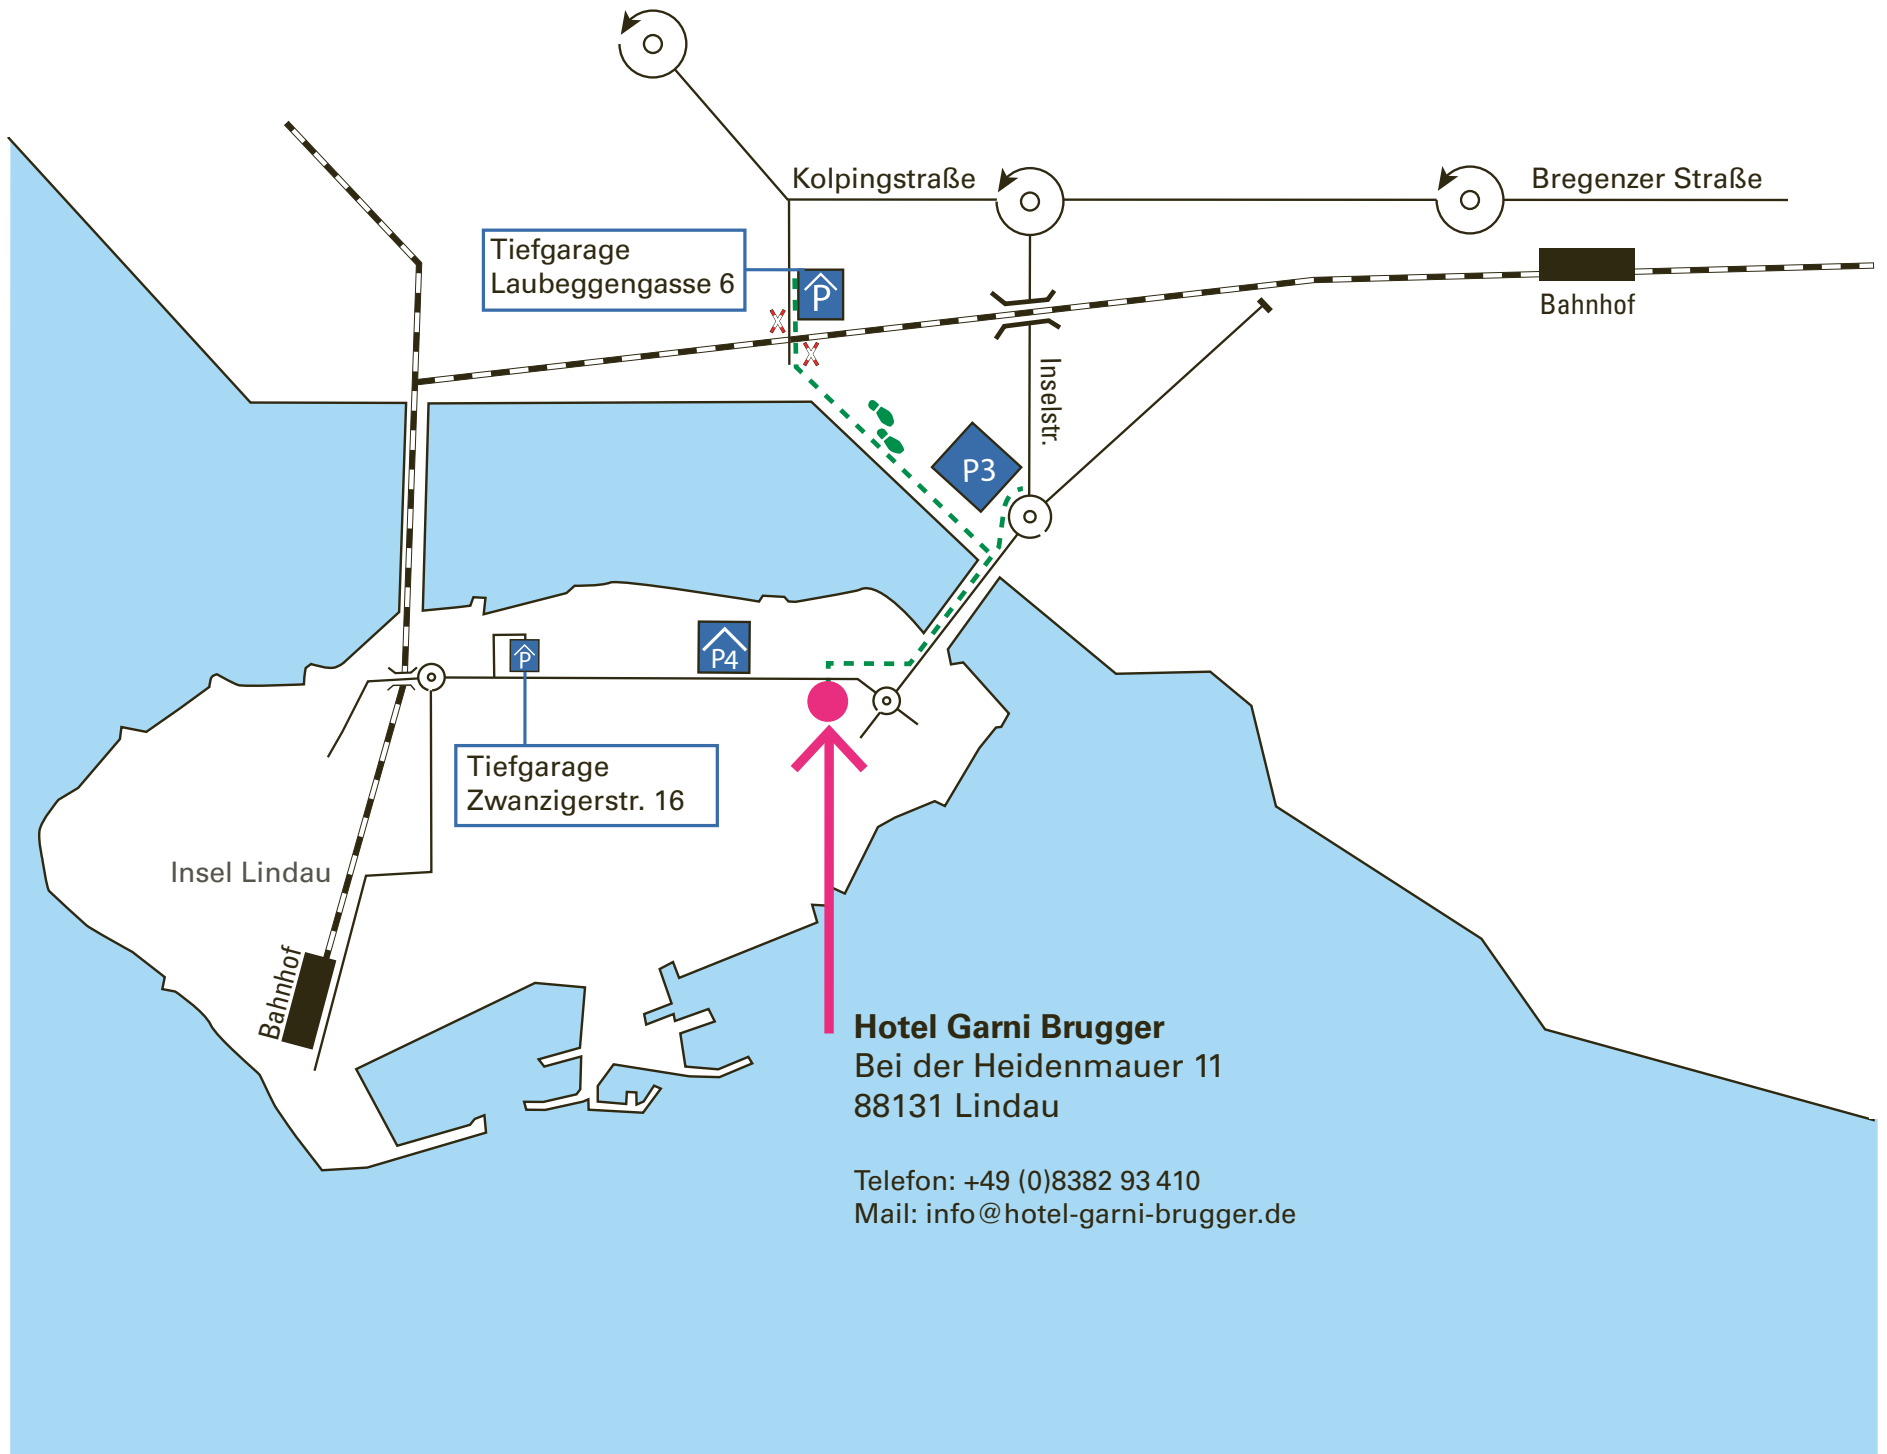 Kolpingstraße
Bregenzer Straße
Tiefgarage
Laubeggengasse 6
P
Bahnhof
Inselstr.
P3
P
P4
Tiefgarage
Zwanzigerstr. 16
Insel Lindau
Bahnhof
Hotel Garni Brugger
Bei der Heidenmauer 11
88131 Lindau
Telefon: +49 (0)8382 93 410
Mail: info@hotel-garni-brugger.de